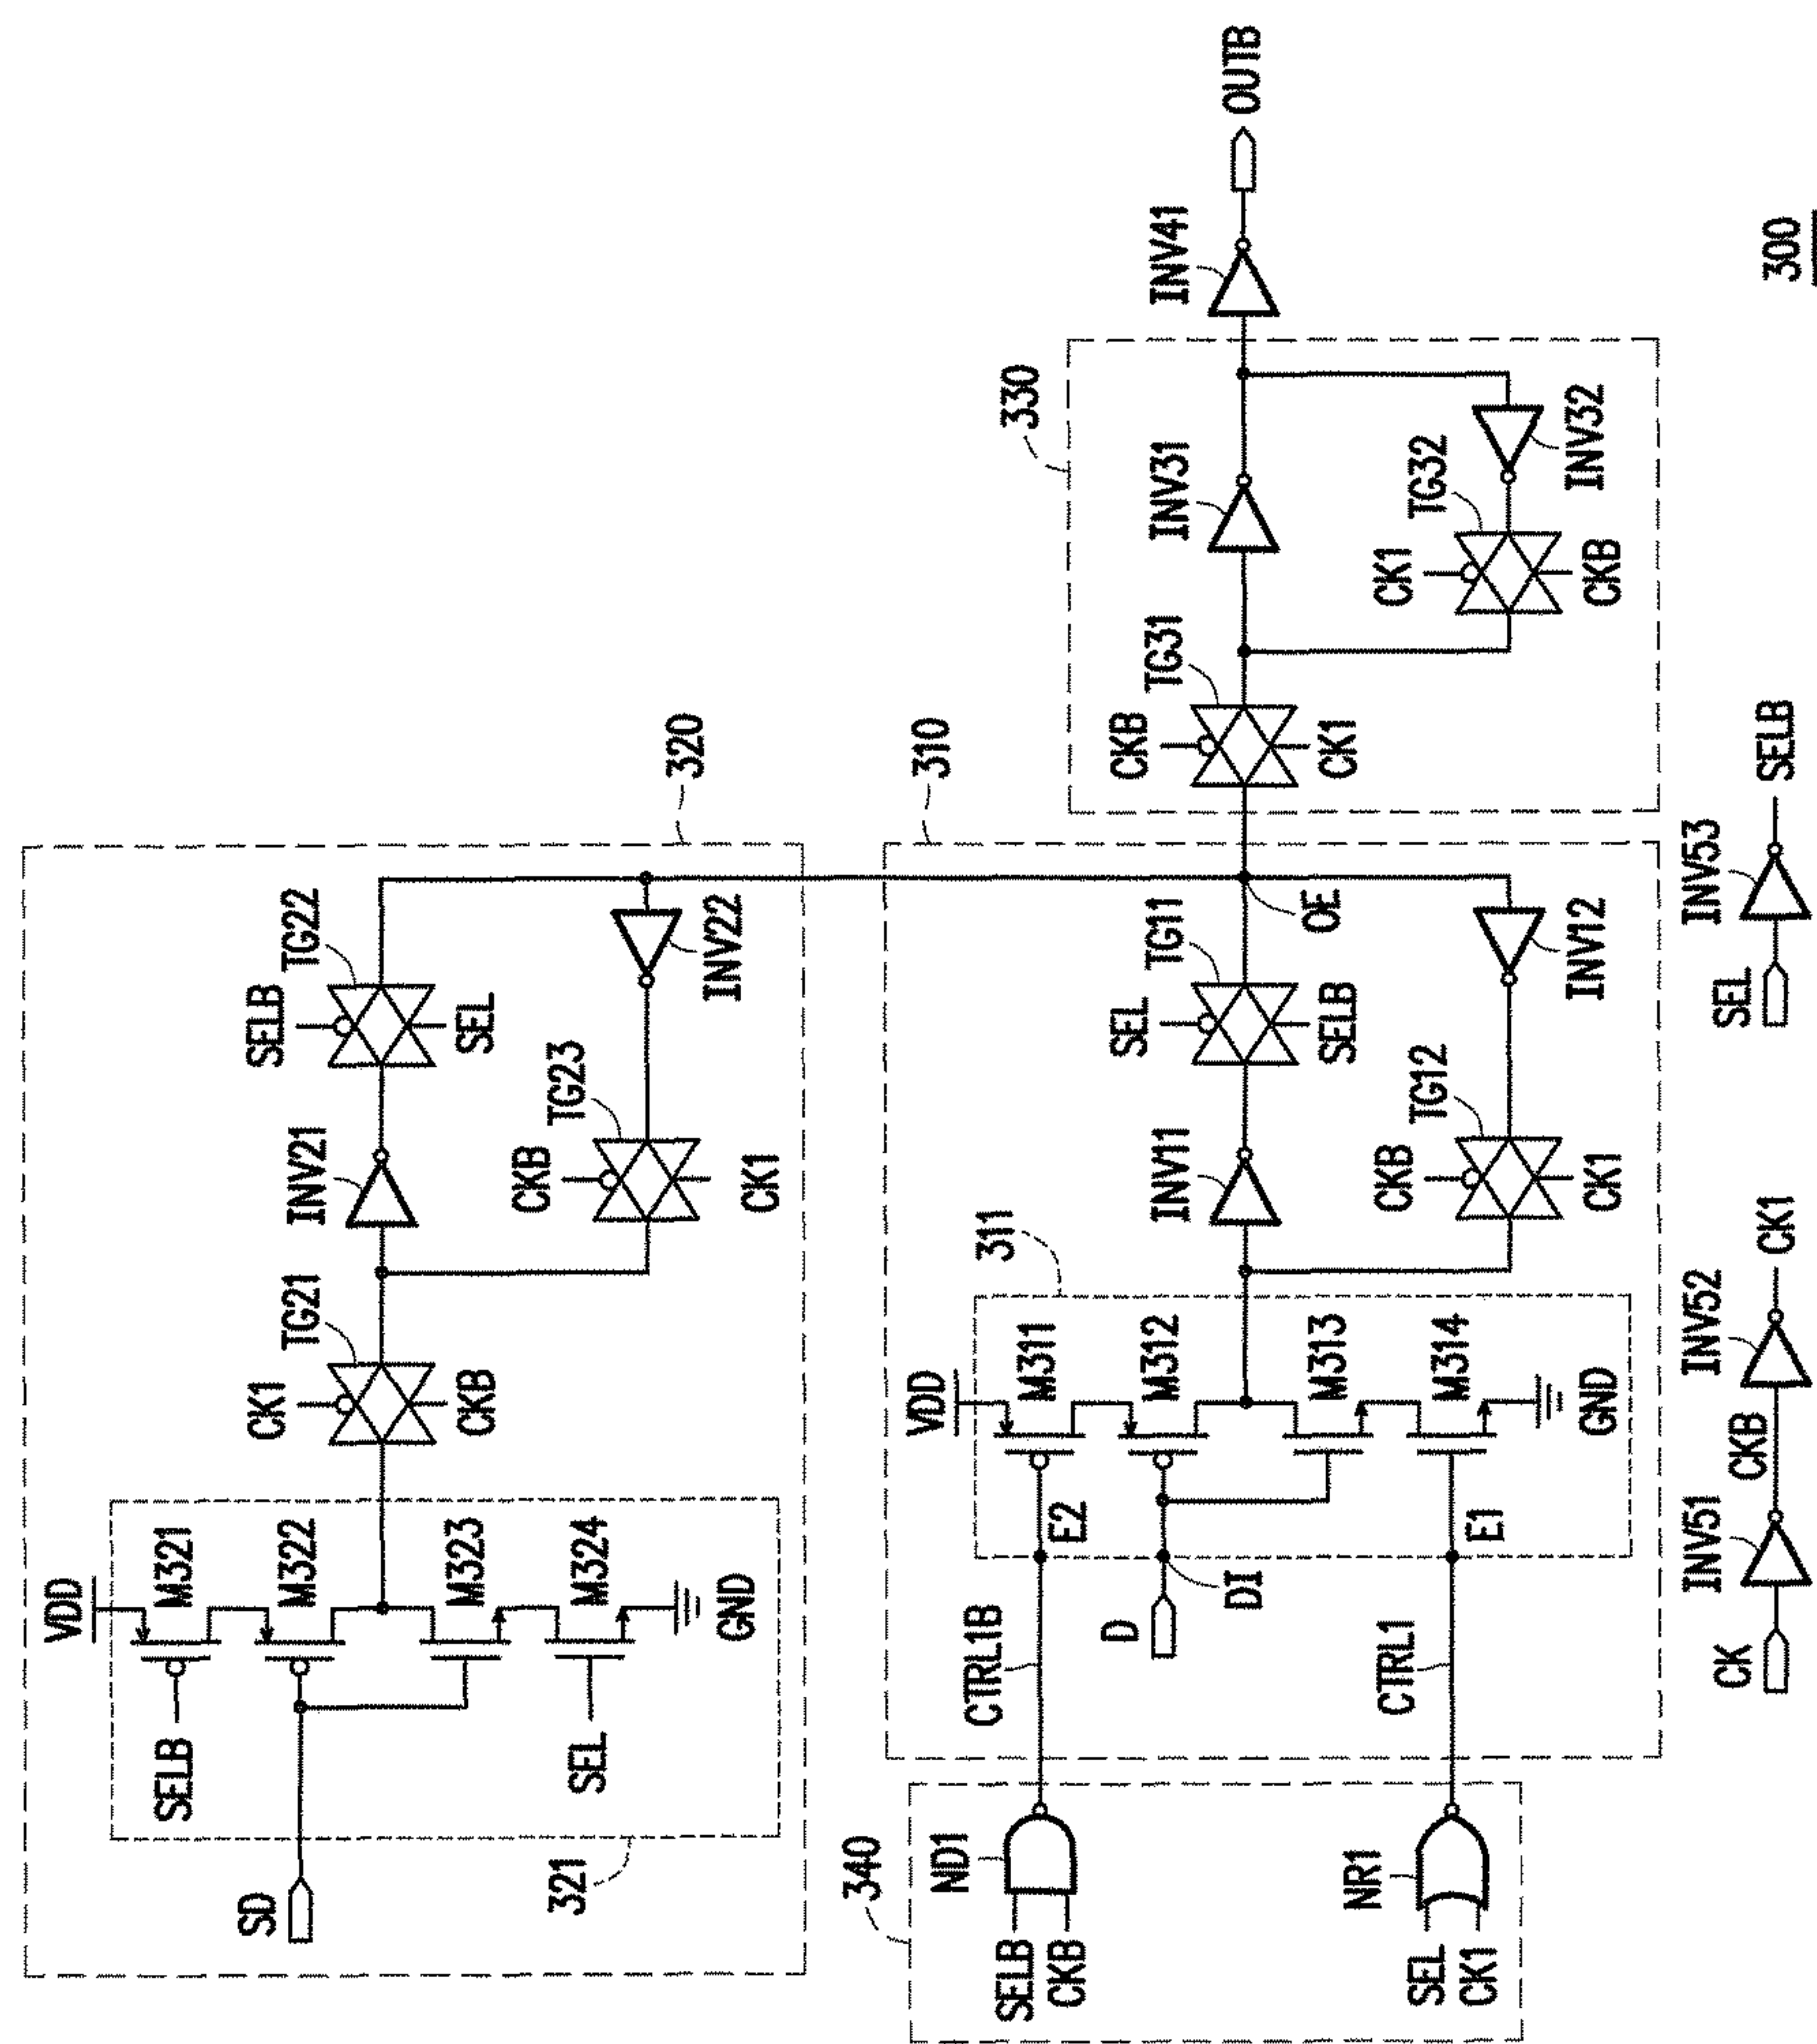 VDD
M321
M322
M323
M324
GND
SELB
SEL
SD
321
CK1
TG21
CKB
INV21
SELB
TG22
SEL
CKB
TG23
CK1
INV22
320
310
340
ND1
SELB
CKB
NR1
SEL
CK1
CTRL1B
D
DI
CTRL1
E2
E1
VDD
M311
M312
M313
M314
GND
311
INV11
SEL
TG11
SELB
OE
CKB
TG12
CK1
INV12
330
CKB
TG31
CK1
INV31
CK1
TG32
CKB
INV32
INV41
OUTB
CK
INV51
CKB
INV52
CK1
SEL
INV53
SELB
300